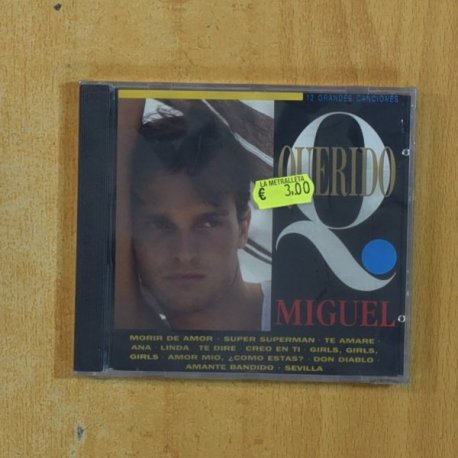 12 GRANDES CANCIONES
QUERIDO
LA METRALLETA
€ 3.00
MIGUEL
MORIR DE AMOR · SUPER SUPERMAN · TE AMARE ·
ANA · LINDA · TE DIRE · CREO EN TI · GIRLS, GIRLS,
GIRLS · AMOR MIO, ¿COMO ESTAS? · DON DIABLO ·
AMANTE BANDIDO · SEVILLA